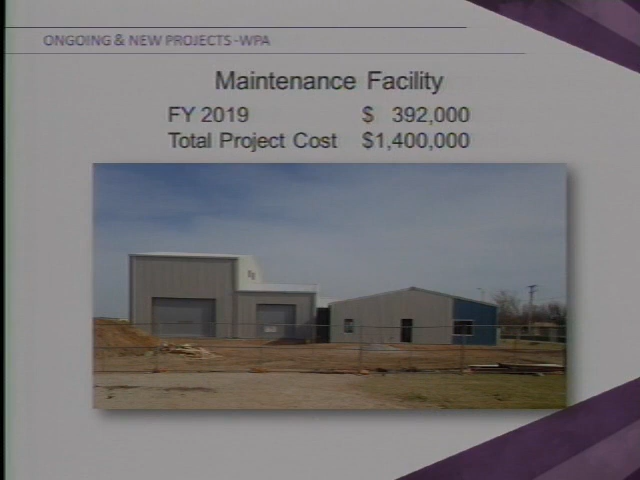 ONGOING & NEW PROJECTS - WPA
Maintenance Facility
FY 2019 $ 392,000
Total Project Cost $1,400,000